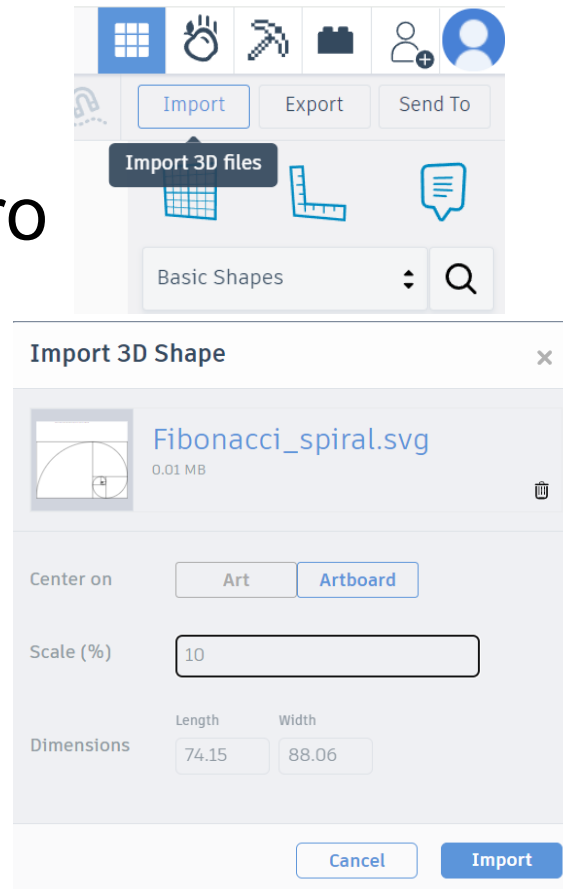 Import Export Send To
Import 3D files
ro
Basic Shapes
Import 3D Shape
Fibonacci_spiral.svg
0.01 MB
Center on Art Artboard
Scale (%) 10
Length Width
Dimensions 74.15 88.06
Cancel Import